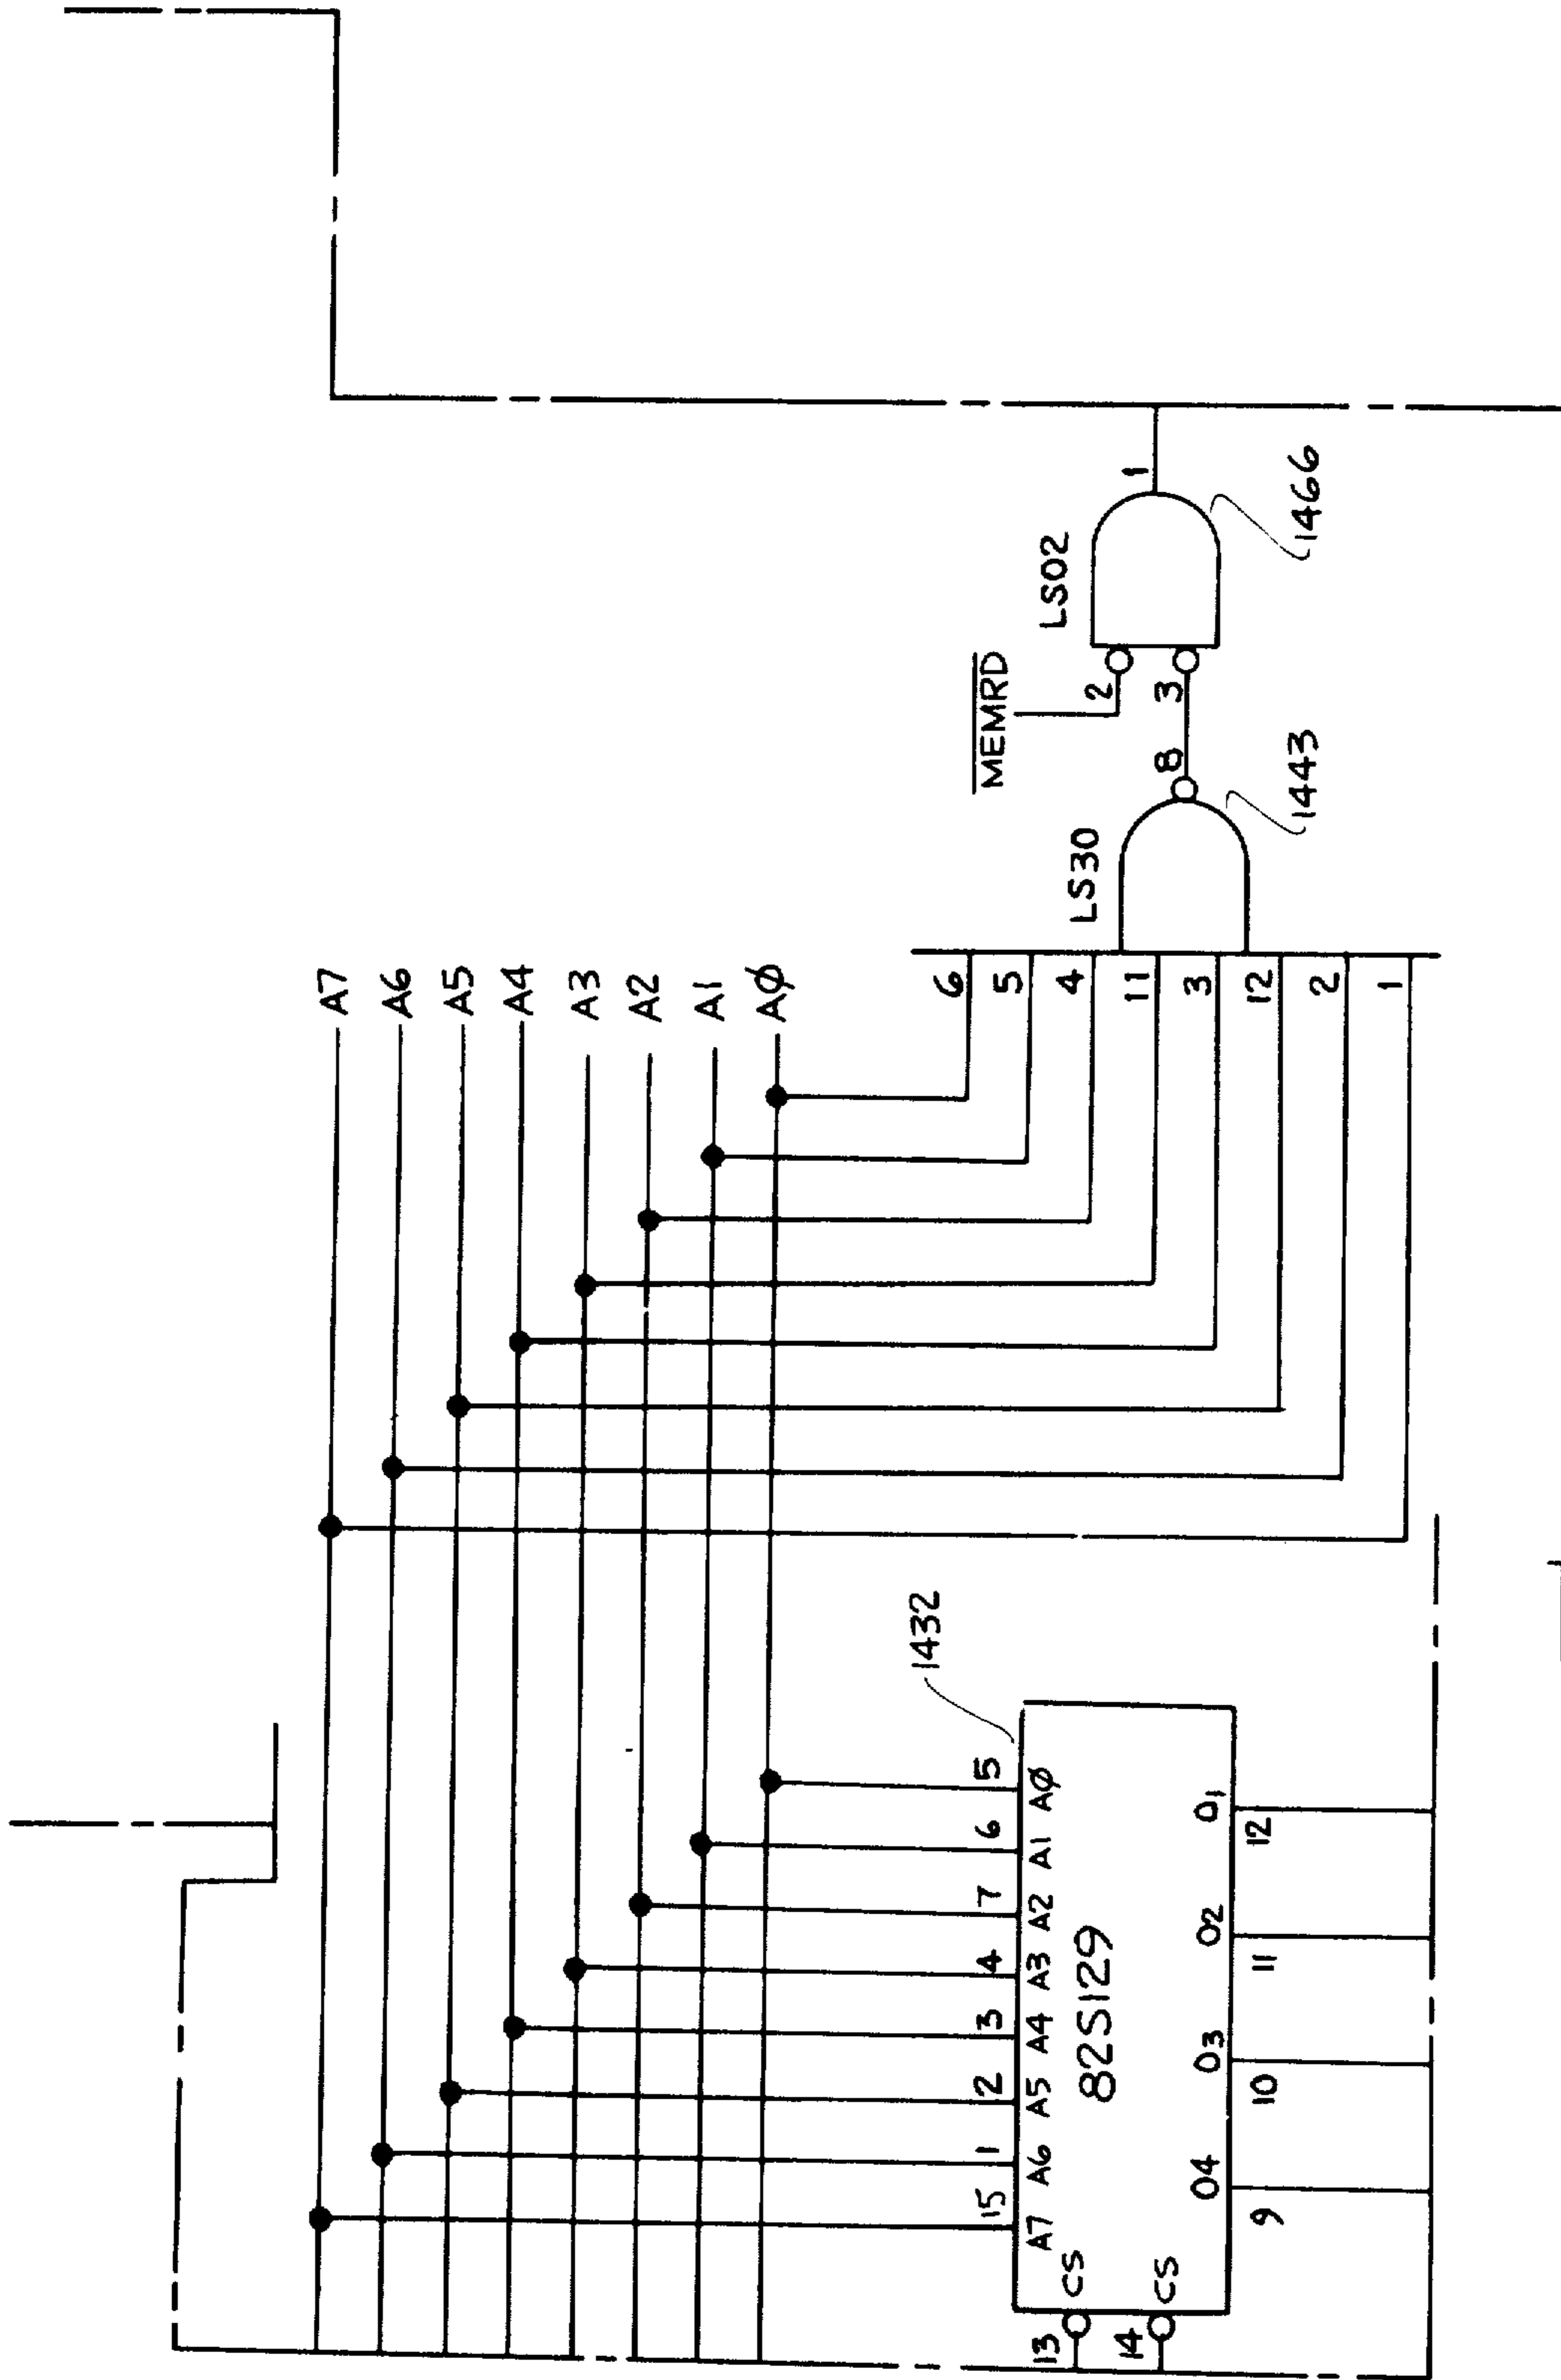 A7
A6
A5
A4
A3
A2
A1
AΦ
MEMRD
LS02
2
3
1
1466
LS30
8
1443
6
5
4
11
3
12
2
1
1432
15 1 2 3 4 7 6 5
A7 A6 A5 A4 A3 A2 A1 AΦ
82S129
13 CS
14 CS
O4 O3 O2 O1
9 10 11 12